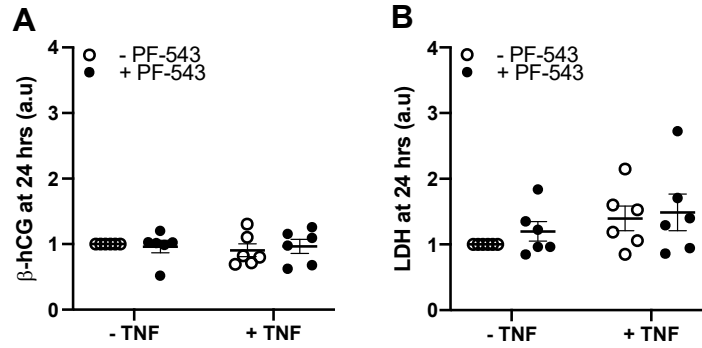 A
β-hCG at 24 hrs (a.u)
4
3
2
1
0
- PF-543
+ PF-543
- TNF
+ TNF
B
LDH at 24 hrs (a.u)
4
3
2
1
0
- PF-543
+ PF-543
- TNF
+ TNF